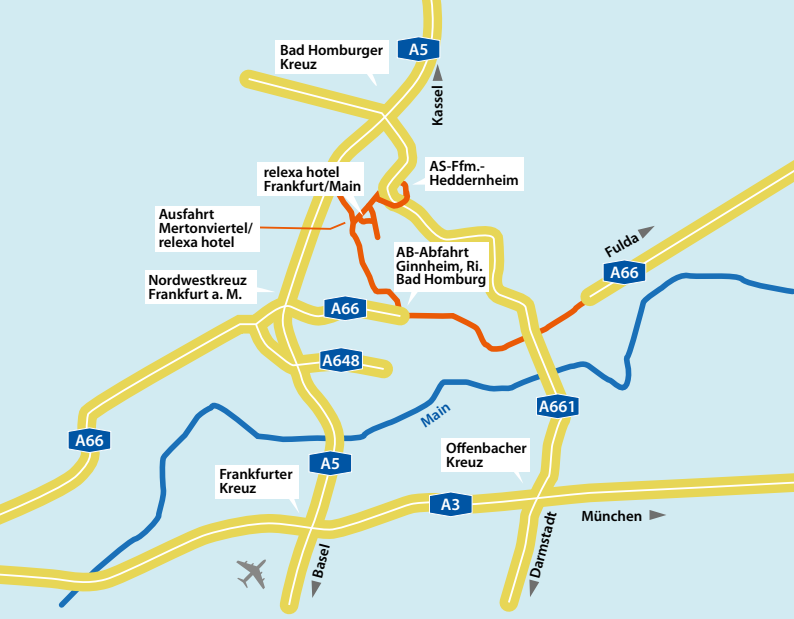 Bad Homburger
Kreuz
A5
Kassel
relexa hotel
Frankfurt/Main
AS-Ffm.-
Heddernheim
Ausfahrt
Mertonviertel/
relexa hotel
AB-Abfahrt
Ginnheim, Ri.
Bad Homburg
Fulda
A66
Nordwestkreuz
Frankfurt a. M.
A66
A648
Main
A661
A66
Offenbacher
Kreuz
A5
Frankfurter
Kreuz
A3
München
Basel
Darmstadt